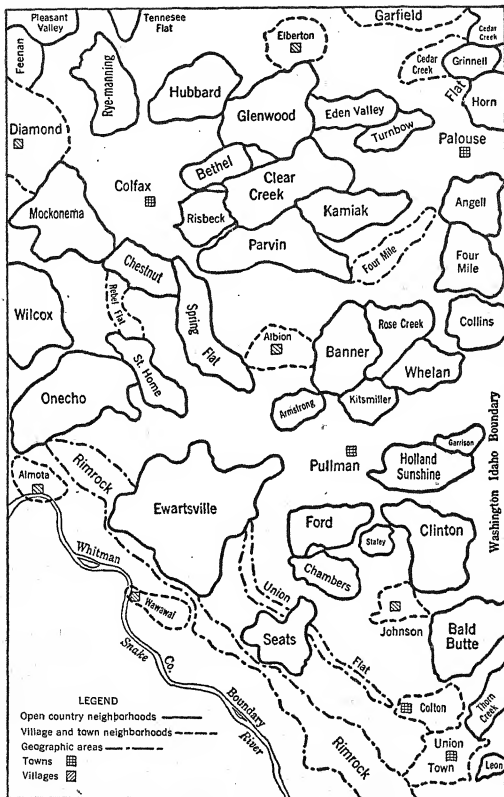 Pleasant
Valley
Tennessee
Flat
Feenan
Rye-manning
Hubbard
Elberton
Garfield
Cedar
Creek
Cedar
Creek
Grinnell
Flat
Horn
Glenwood
Eden Valley
Turnbow
Palouse
Diamond
Colfax
Bethel
Clear
Creek
Mockonema
Risbeck
Kamiak
Angell
Parvin
Four Mile
Four
Mile
Chestnut
Rebel Flat
Spring
Flat
Wilcox
St. Home
Albion
Banner
Rose Creek
Collins
Whelan
Onecho
Armstrong
Kitsmiller
Pullman
Garrison
Holland
Sunshine
Washington Idaho Boundary
Almota
Rimrock
Ewartsville
Ford
Staley
Clinton
Chambers
Whitman
Union
Wawawai
Johnson
Bald
Butte
Seats
Flat
Snake
Co.
Boundary
River
Colton
Thorn Creek
Rimrock
Union
Town
Leon
LEGEND
Open country neighborhoods
Village and town neighborhoods
Geographic areas
Towns
Villages